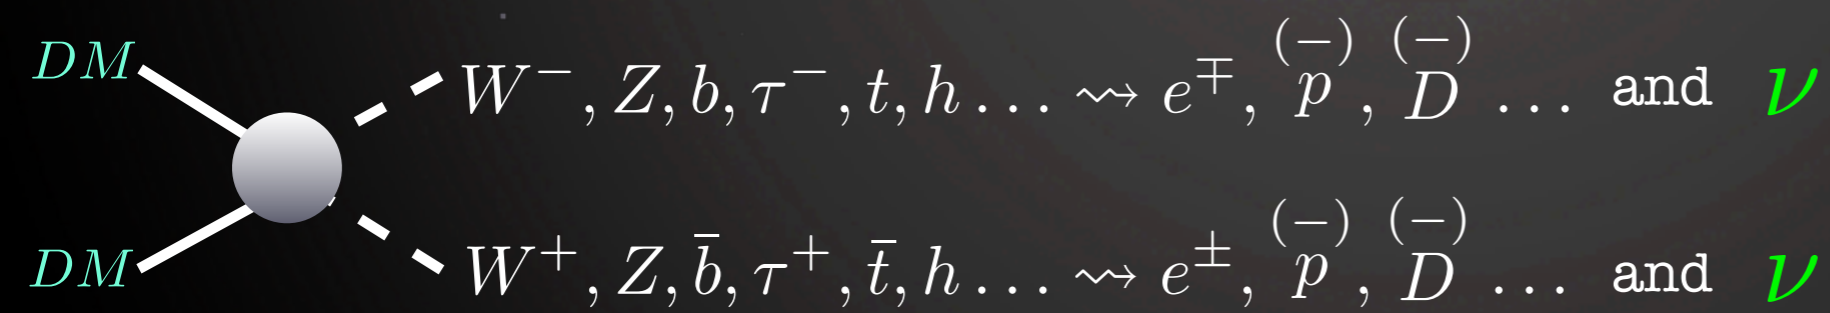 DM W⁻, Z, b, τ⁻, t, h … ⇝ e^∓, p^(−), D^(−) … and ν
DM W⁺, Z, b̄, τ⁺, t̄, h … ⇝ e^±, p^(−), D^(−) … and ν